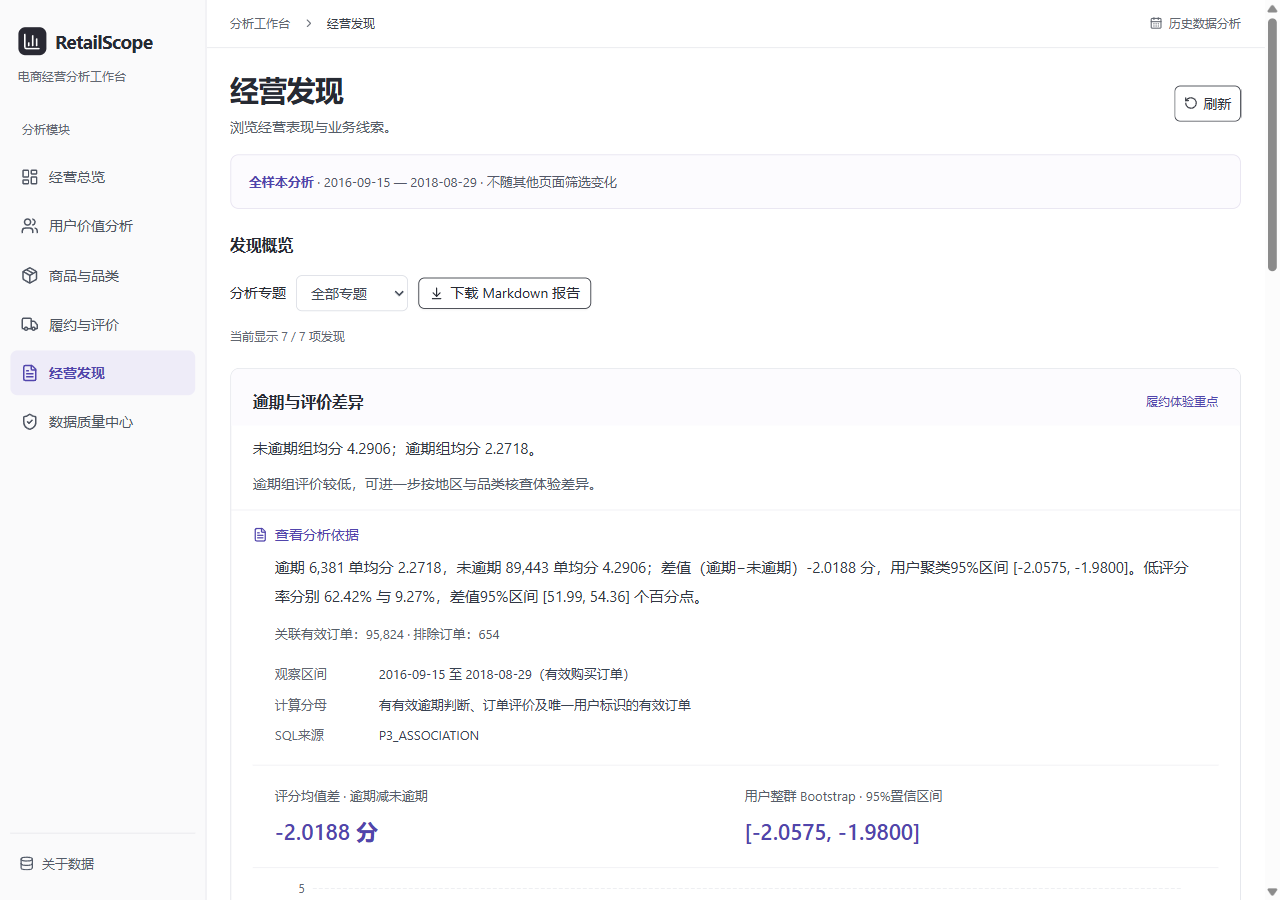 RetailScope
电商经营分析工作台
分析模块
经营总览
用户价值分析
商品与品类
履约与评价
经营发现
数据质量中心
关于数据
分析工作台 > 经营发现
历史数据分析
经营发现
浏览经营表现与业务线索。
刷新
全样本分析 · 2016-09-15 — 2018-08-29 · 不随其他页面筛选变化
发现概览
分析专题 全部专题 下载 Markdown 报告
当前显示 7 / 7 项发现
逾期与评价差异
履约体验重点
未逾期组均分 4.2906；逾期组均分 2.2718。
逾期组评价较低，可进一步按地区与品类核查体验差异。
查看分析依据
逾期 6,381 单均分 2.2718，未逾期 89,443 单均分 4.2906；差值（逾期−未逾期）-2.0188 分，用户聚类95%区间 [-2.0575, -1.9800]。低评分
率分别 62.42% 与 9.27%，差值95%区间 [51.99, 54.36] 个百分点。
关联有效订单：95,824 · 排除订单：654
观察区间 2016-09-15 至 2018-08-29（有效购买订单）
计算分母 有有效逾期判断、订单评价及唯一用户标识的有效订单
SQL来源 P3_ASSOCIATION
评分均值差 · 逾期减未逾期
-2.0188 分
用户整群 Bootstrap · 95%置信区间
[-2.0575, -1.9800]
5